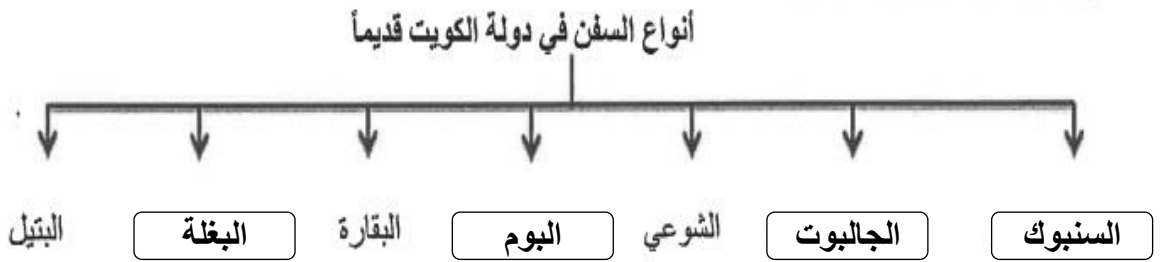 أنواع السفن في دولة الكويت قديماً
السنبوك الجالبوت الشوعي البوم البقارة البغلة البتيل